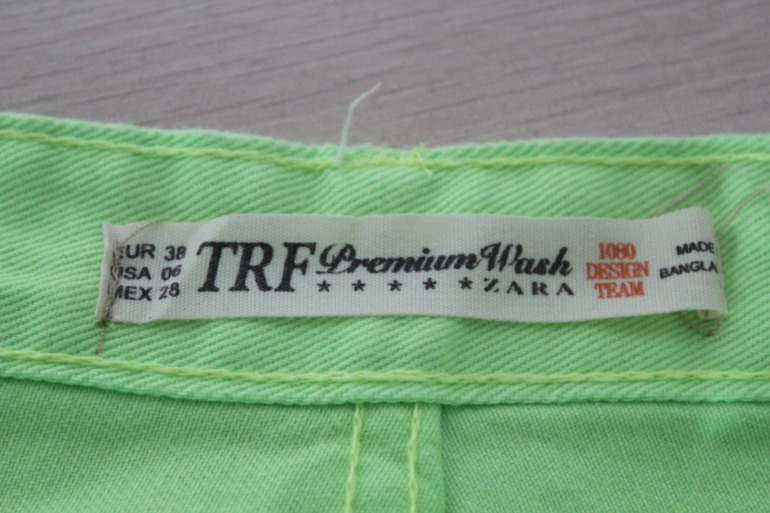 EUR 38
USA 06
MEX 28
TRF Premium Wash
★ ★ ★ ★ ★ ZARA
1080
DESIGN
TEAM
MADE
BANGLA